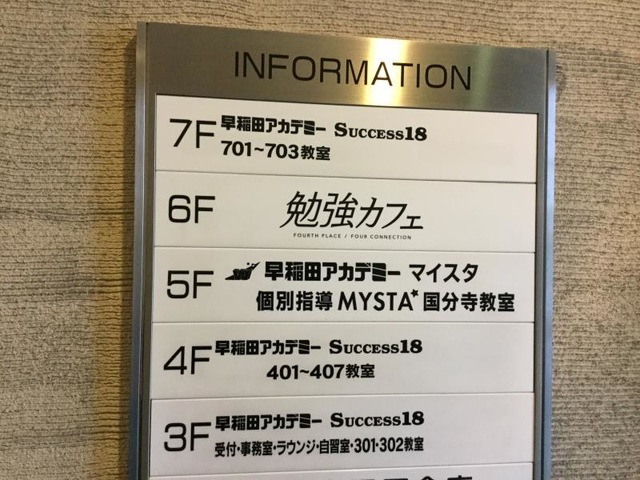 INFORMATION
7F 早稲田アカデミー SUCCESS18
701~703教室
6F 勉強カフェ
FOURTH PLACE / FOUR CONNECTION
5F 早稲田アカデミー マイスタ
個別指導 MYSTA★国分寺教室
4F 早稲田アカデミー SUCCESS18
401~407教室
3F 早稲田アカデミー SUCCESS18
受付・事務室・ラウンジ・自習室・301・302教室